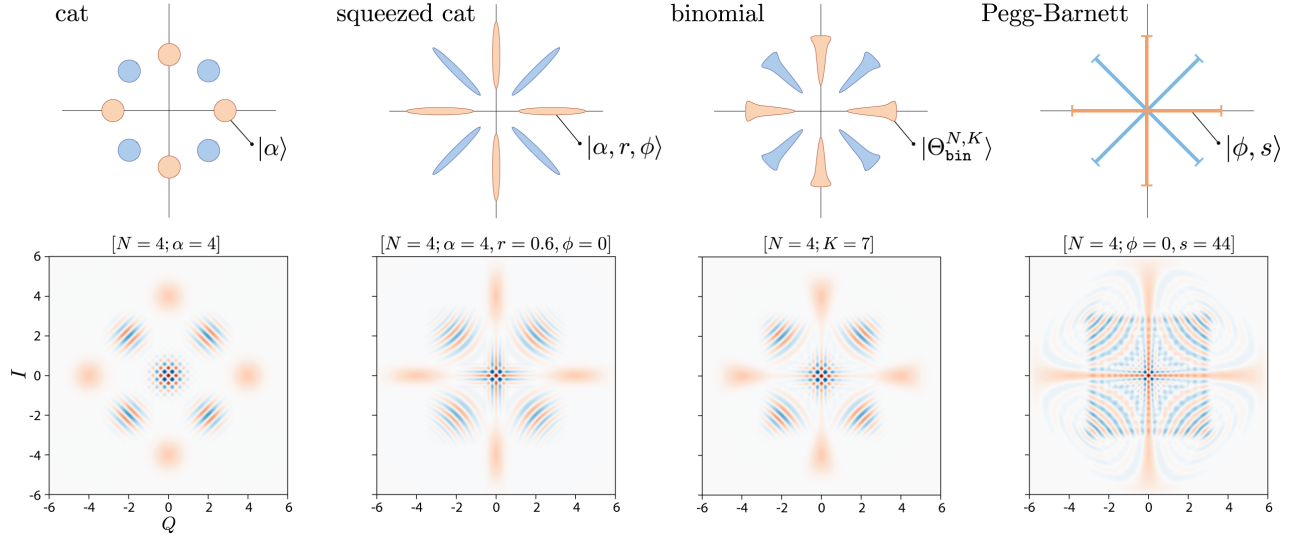 cat
squeezed cat
binomial
Pegg-Barnett
|α⟩
|α, r, ϕ⟩
|Θ^{N,K}_{bin}⟩
|ϕ, s⟩
[N = 4; α = 4]
[N = 4; α = 4, r = 0.6, ϕ = 0]
[N = 4; K = 7]
[N = 4; ϕ = 0, s = 44]
6
4
2
0
-2
-4
-6
I
-6 -4 -2 0 2 4 6
-6 -4 -2 0 2 4 6
-6 -4 -2 0 2 4 6
-6 -4 -2 0 2 4 6
Q